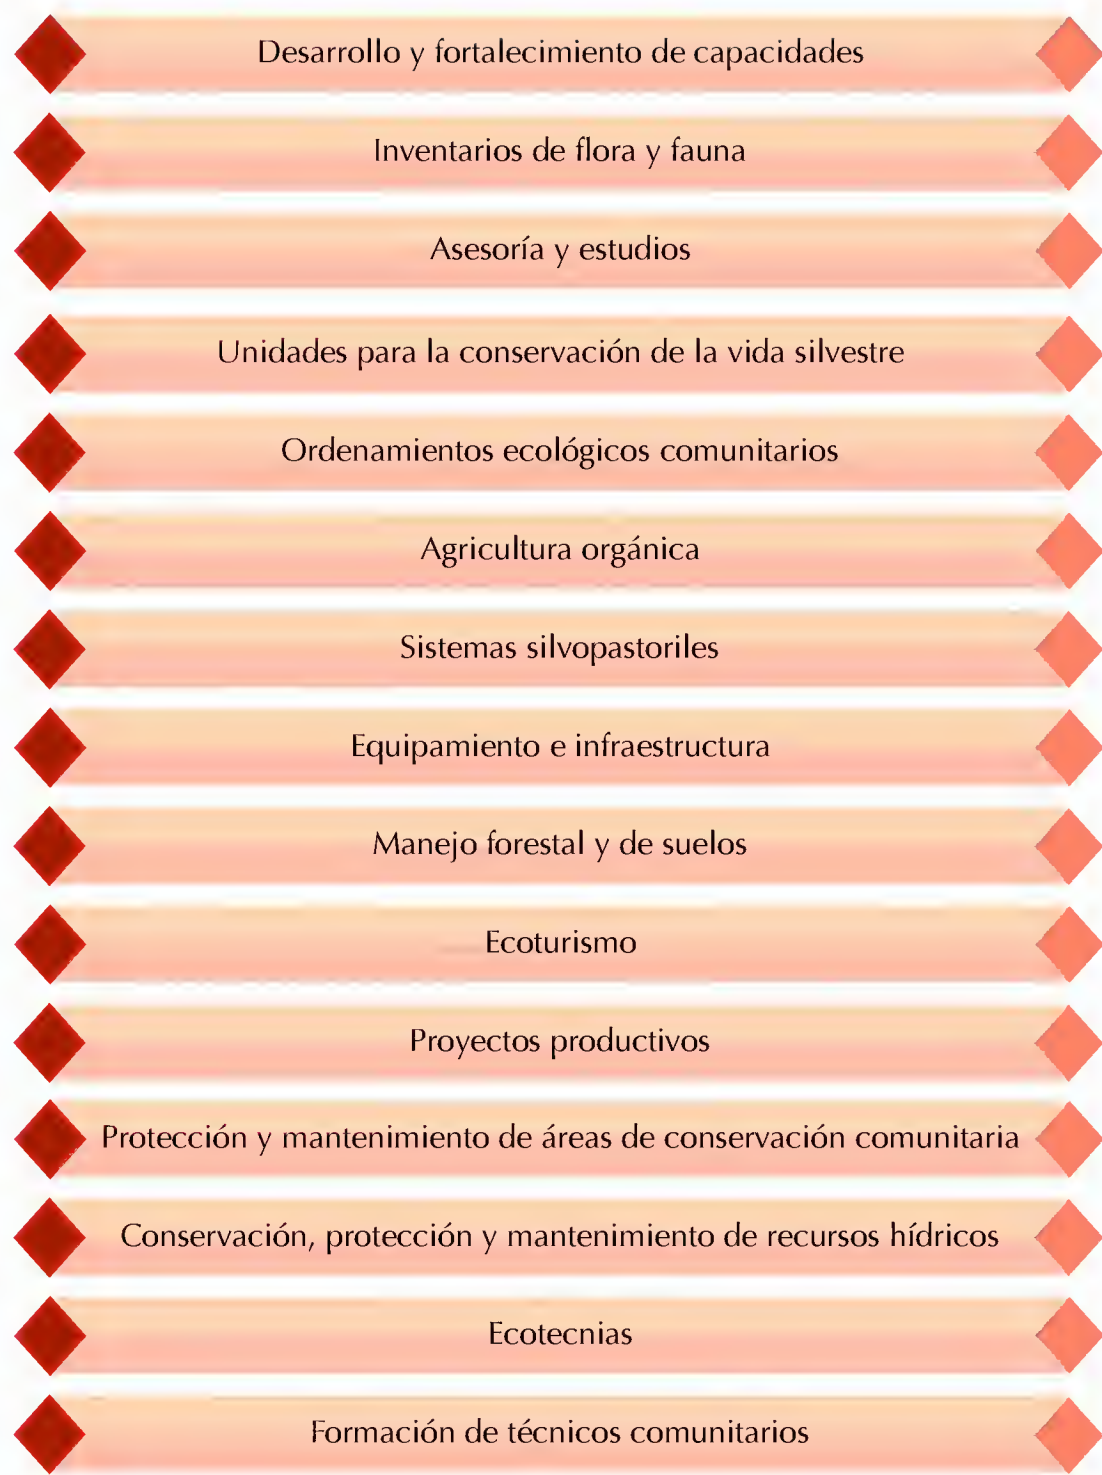 Desarrollo y fortalecimiento de capacidades
Inventarios de flora y fauna
Asesoría y estudios
Unidades para la conservación de la vida silvestre
Ordenamientos ecológicos comunitarios
Agricultura orgánica
Sistemas silvopastoriles
Equipamiento e infraestructura
Manejo forestal y de suelos
Ecoturismo
Proyectos productivos
Protección y mantenimiento de áreas de conservación comunitaria
Conservación, protección y mantenimiento de recursos hídricos
Ecotecnias
Formación de técnicos comunitarios